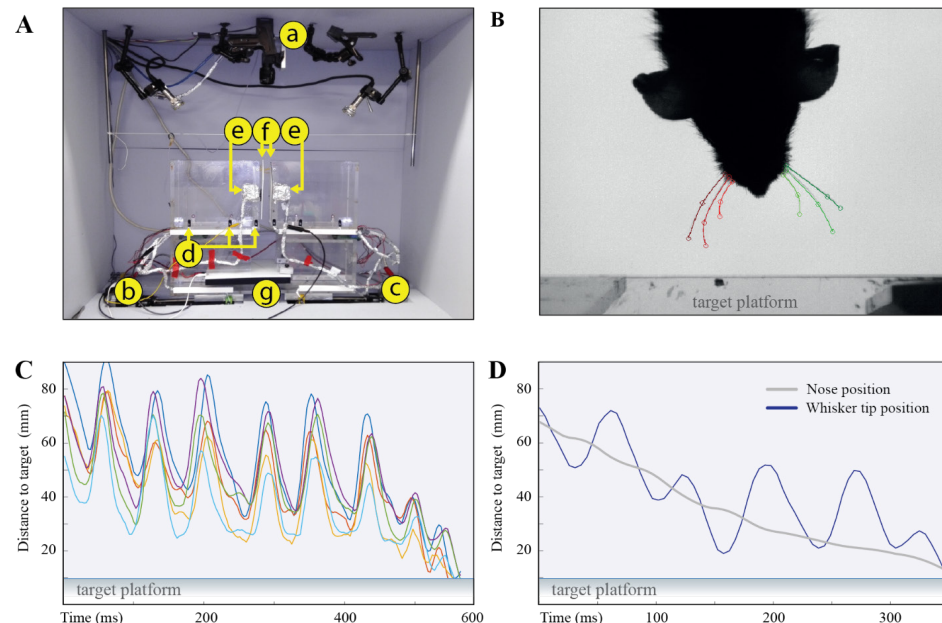 A
a
e f e
d
b
g
c
B
target platform
C
Distance to target (mm)
80
60
40
20
target platform
Time (ms) 200 400 600
D
Distance to target (mm)
80
60
40
20
Nose position
Whisker tip position
target platform
Time (ms) 100 200 300